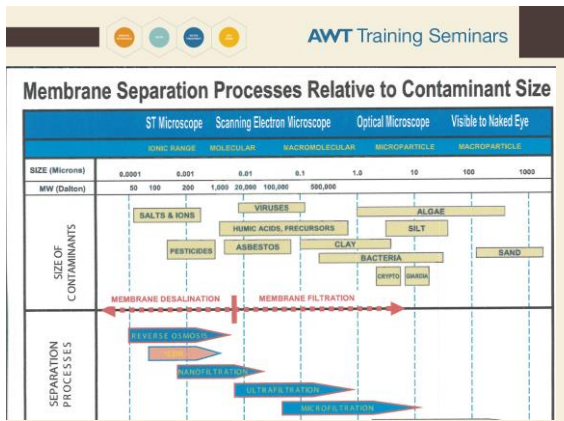 AWT Training Seminars
Membrane Separation Processes Relative to Contaminant Size
ST Microscope Scanning Electron Microscope Optical Microscope Visible to Naked Eye
IONIC RANGE MOLECULAR MACROMOLECULAR MICROPARTICLE MACROPARTICLE
SIZE (Microns) 0.0001 0.001 0.01 0.1 1.0 10 100 1000
MW (Dalton) 50 100 200 1,000 20,000 100,000 500,000
SIZE OF
CONTAMINANTS
VIRUSES
ALGAE
SALTS & IONS
HUMIC ACIDS, PRECURSORS
SILT
PESTICIDES
ASBESTOS
CLAY
BACTERIA
SAND
CRYPTO
GIARDIA
MEMBRANE DESALINATION
MEMBRANE FILTRATION
SEPARATION
PROCESSES
REVERSE OSMOSIS
NANOFILTRATION
ULTRAFILTRATION
MICROFILTRATION